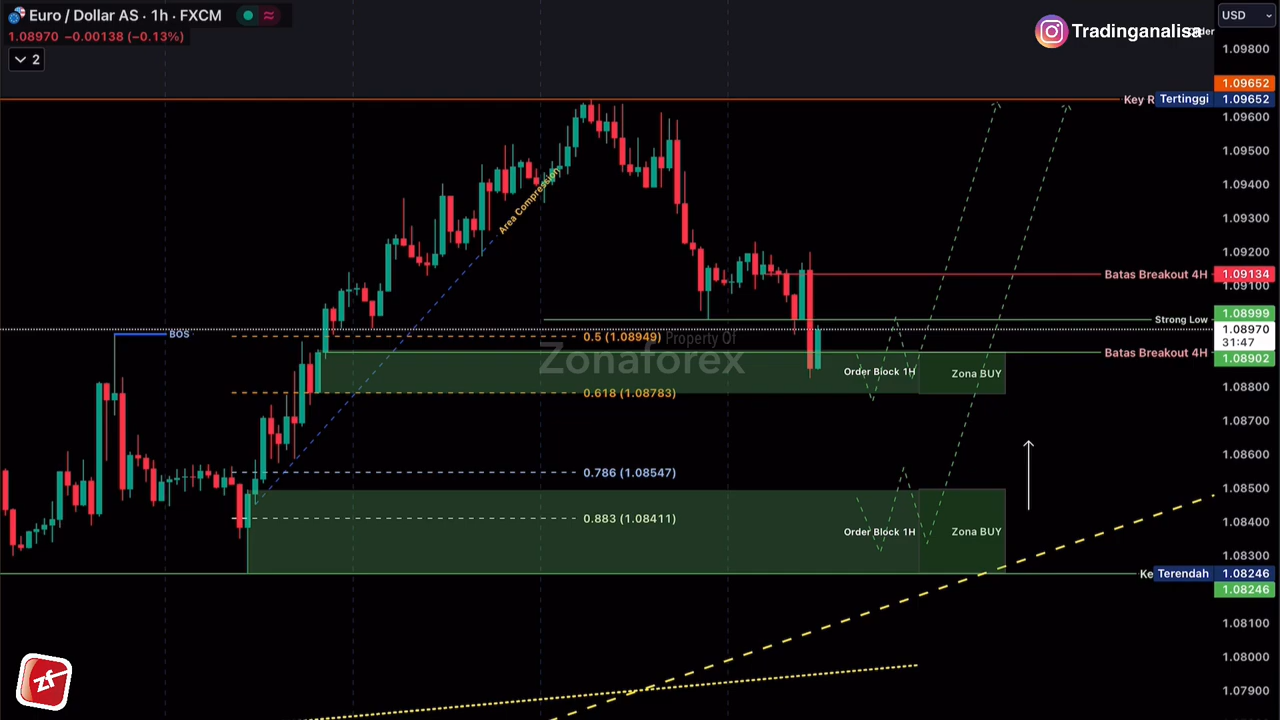 Euro / Dollar AS · 1h · FXCM
1.08970 −0.00138 (−0.13%)
2
Tradinganalisa
USD
1.09800
1.09652
Key R
Tertinggi
1.09652
1.09600
1.09500
1.09400
1.09300
1.09200
Batas Breakout 4H
1.09134
1.09100
1.08999
Strong Low
1.08970
31:47
Batas Breakout 4H
1.08902
1.08800
1.08700
1.08600
1.08500
1.08400
1.08300
Ke
Terendah
1.08246
1.08246
1.08100
1.08000
1.07900
Area Compression
BOS
0.5 (1.08949)
Property Of
Zonaforex
Order Block 1H
Zona BUY
0.618 (1.08783)
0.786 (1.08547)
0.883 (1.08411)
Order Block 1H
Zona BUY
zf